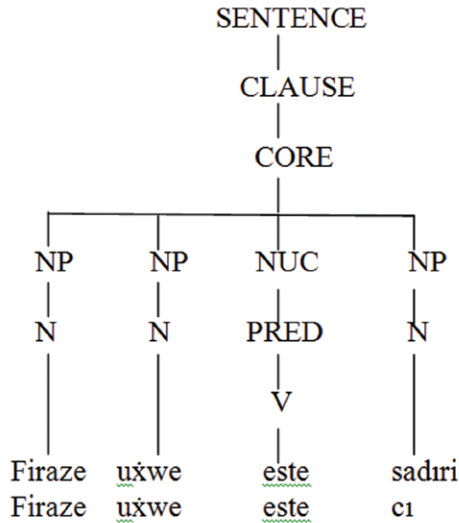 SENTENCE
CLAUSE
CORE
NP NP NUC NP
N N PRED N
V
Firaze uẋwe este sadıri
Firaze uẋwe este cı